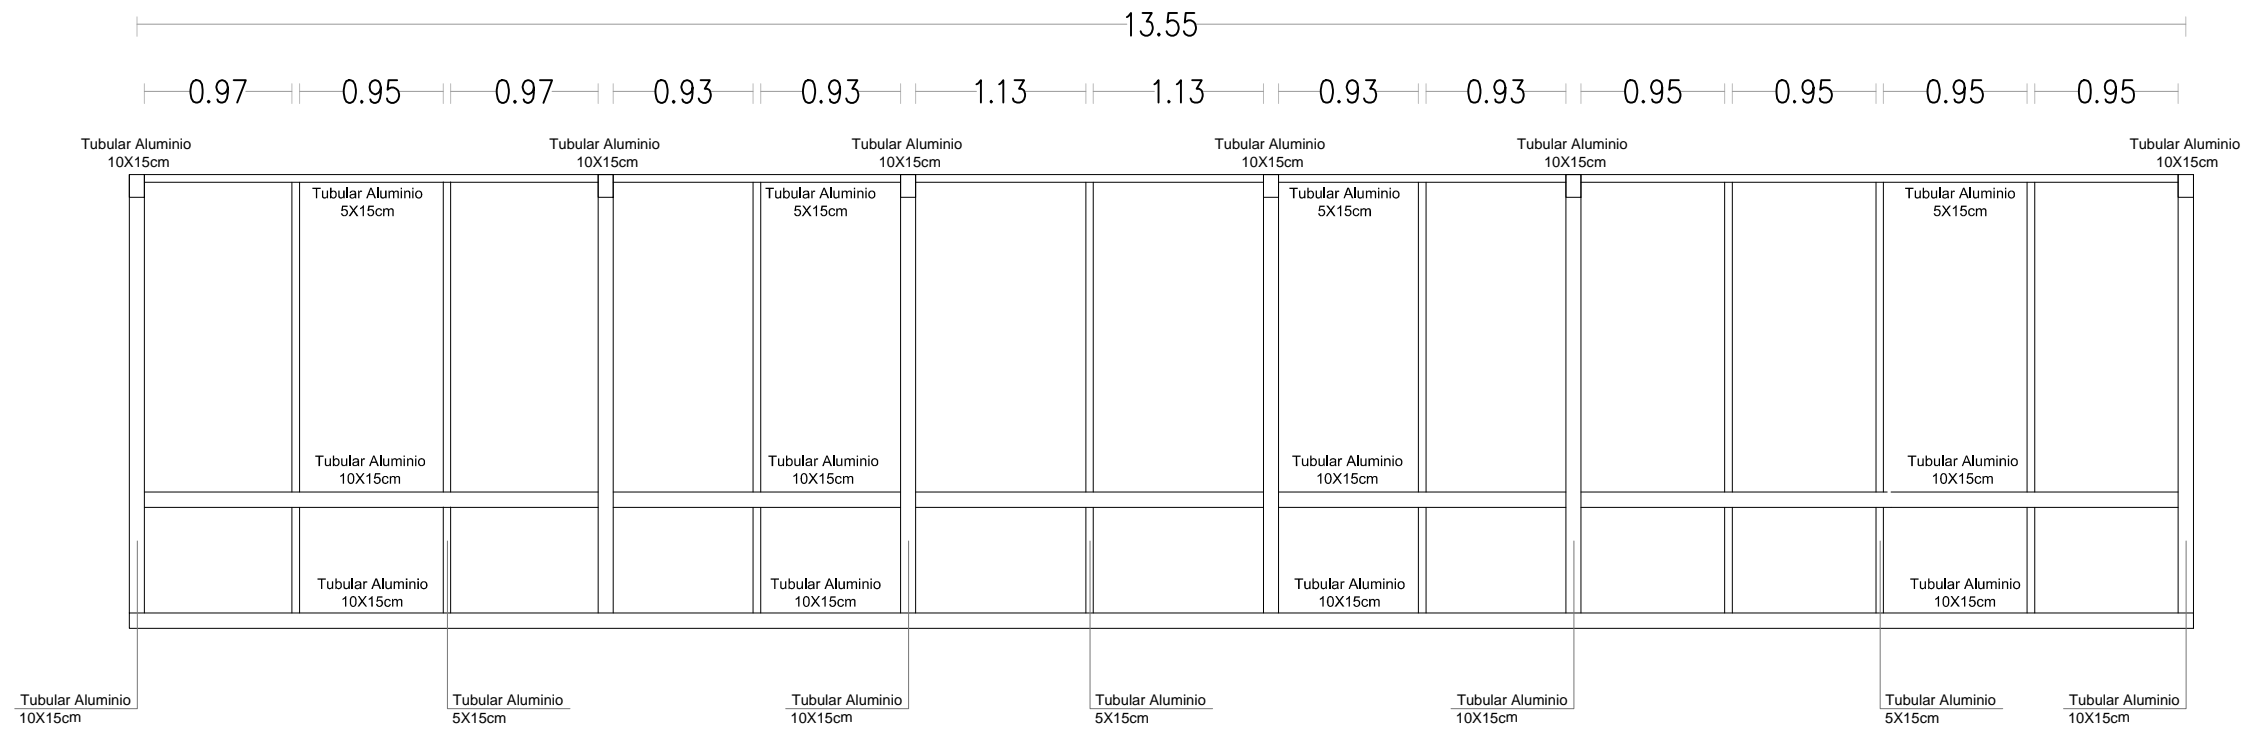 13.55
0.97 0.95 0.97 0.93 0.93 1.13 1.13 0.93 0.93 0.95 0.95 0.95 0.95
Tubular Aluminio Tubular Aluminio Tubular Aluminio Tubular Aluminio Tubular Aluminio Tubular Aluminio
10X15cm 10X15cm 10X15cm 10X15cm 10X15cm 10X15cm
Tubular Aluminio Tubular Aluminio Tubular Aluminio Tubular Aluminio
5X15cm 5X15cm 5X15cm 5X15cm
Tubular Aluminio Tubular Aluminio Tubular Aluminio Tubular Aluminio
10X15cm 10X15cm 10X15cm 10X15cm
Tubular Aluminio Tubular Aluminio Tubular Aluminio Tubular Aluminio
10X15cm 10X15cm 10X15cm 10X15cm
Tubular Aluminio Tubular Aluminio Tubular Aluminio Tubular Aluminio Tubular Aluminio Tubular Aluminio Tubular Aluminio
10X15cm 5X15cm 10X15cm 5X15cm 10X15cm 5X15cm 10X15cm